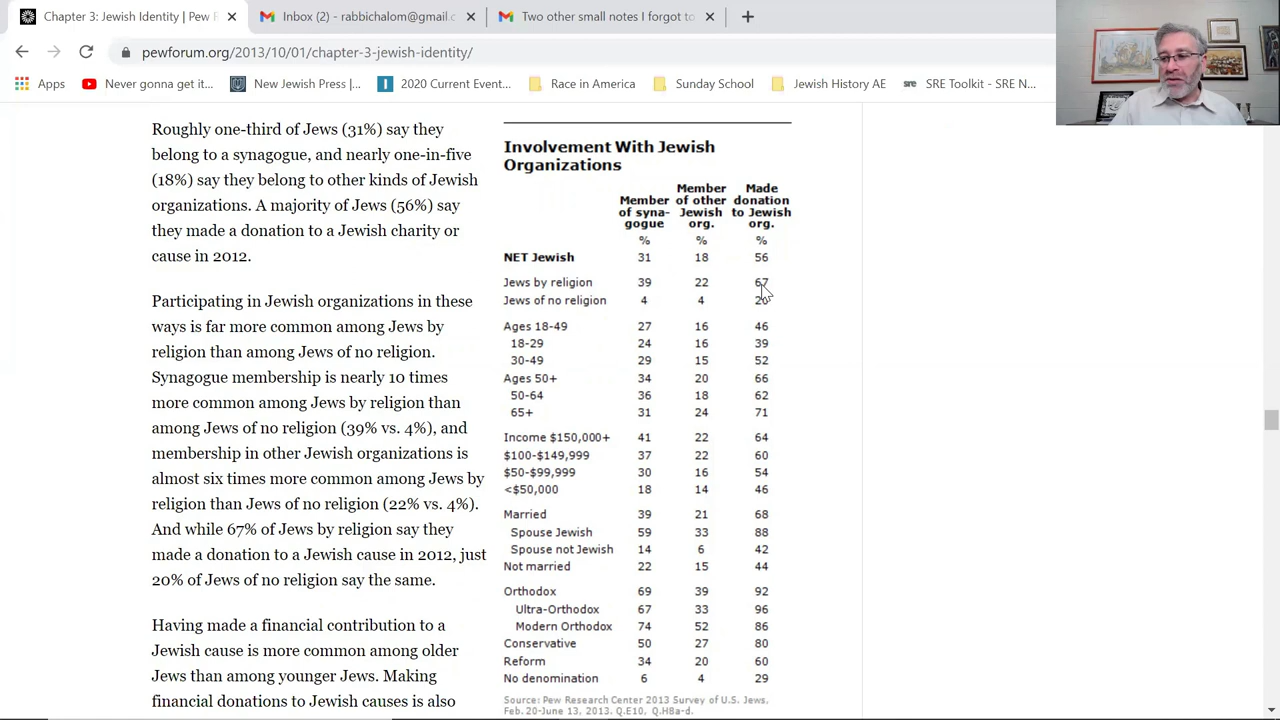 Chapter 3: Jewish Identity | Pew R
Inbox (2) - rabbichalom@gmail
Two other small notes I forgot to
pewforum.org/2013/10/01/chapter-3-jewish-identity/
Apps
Never gonna get it...
New Jewish Press |...
20
Event...
Race in America
Sunday School
Jewish History AE
sre
SRE Toolkit - SRE N...
Roughly one-third of Jews (31%) say they
belong to a synagogue, and nearly one-in-five
(18%) say they belong to other kinds of Jewish
organizations. A majority of Jews (56%) say
they made a donation to a Jewish charity or
cause in 2012.
Participating in Jewish organizations in these
ways is far more common among Jews by
religion than among Jews of no religion.
Synagogue membership is nearly 10 times
more common among Jews by religion than
among Jews of no religion (39% vs. 4%), and
membership in other Jewish organizations is
almost six times more common among Jews by
religion than Jews of no religion (22% vs. 4%).
And while 67% of Jews by religion say they
made a donation to a Jewish cause in 2012, just
20% of Jews of no religion say the same.
Having made a financial contribution to a
Jewish cause is more common among older
Jews than among younger Jews. Making
financial donations to Jewish causes is also
Involvement With Jewish
Organizations
Member of syna-gogue Member of other Jewish org. Made donation to Jewish org.
% % %
NET Jewish 31 18 56
Jews by religion 39 22 67
Jews of no religion 4 4 20
Ages 18-49 27 16 46
18-29 24 16 39
30-49 29 15 52
Ages 50+ 34 20 66
50-64 36 18 62
65+ 31 24 71
Income $150,000+ 41 22 64
$100-$149,999 37 22 60
$50-$99,999 30 16 54
<$50,000 18 14 46
Married 39 21 68
Spouse Jewish 59 33 88
Spouse not Jewish 14 6 42
Not married 22 15 44
Orthodox 69 39 92
Ultra-Orthodox 67 33 96
Modern Orthodox 74 52 86
Conservative 50 27 80
Reform 34 20 60
No denomination 6 4 29
Source: Pew Research Center 2013 Survey of U.S. Jews,
Feb. 20-June 13, 2013. Q.E10, Q.H8a-d.